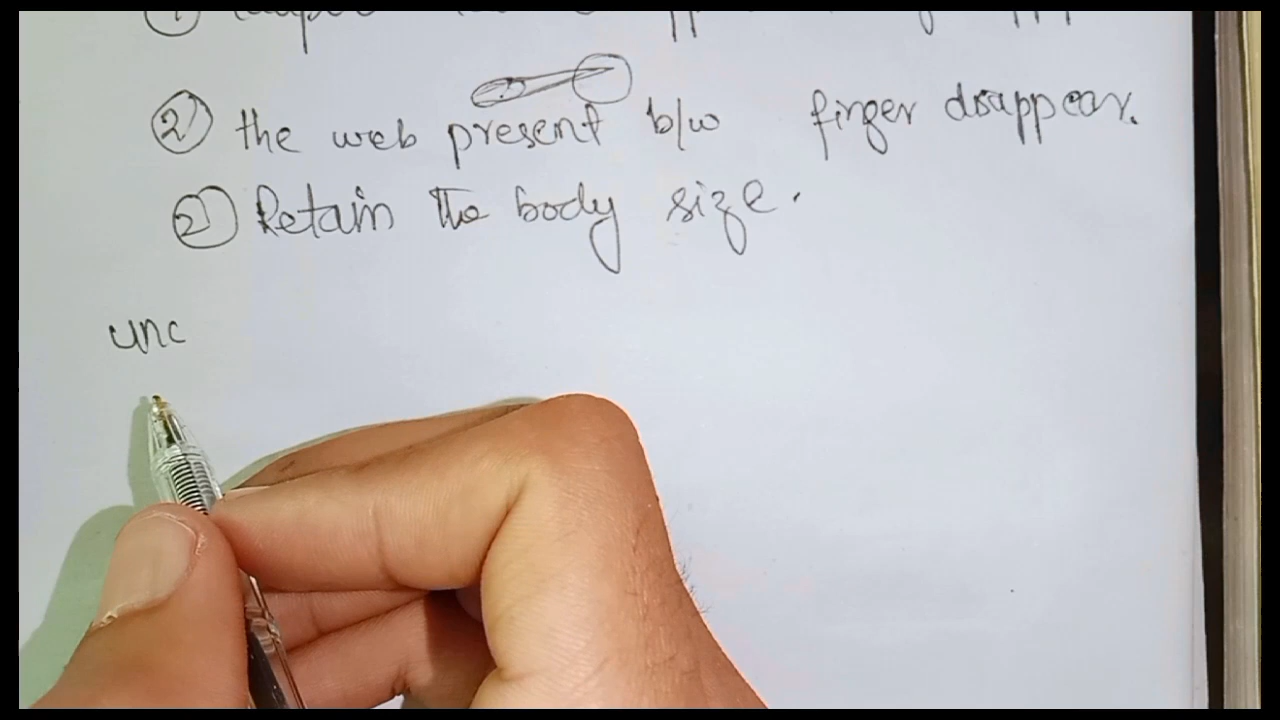 ② the web present b/w finger disappear.
② Retain the body size.
unc